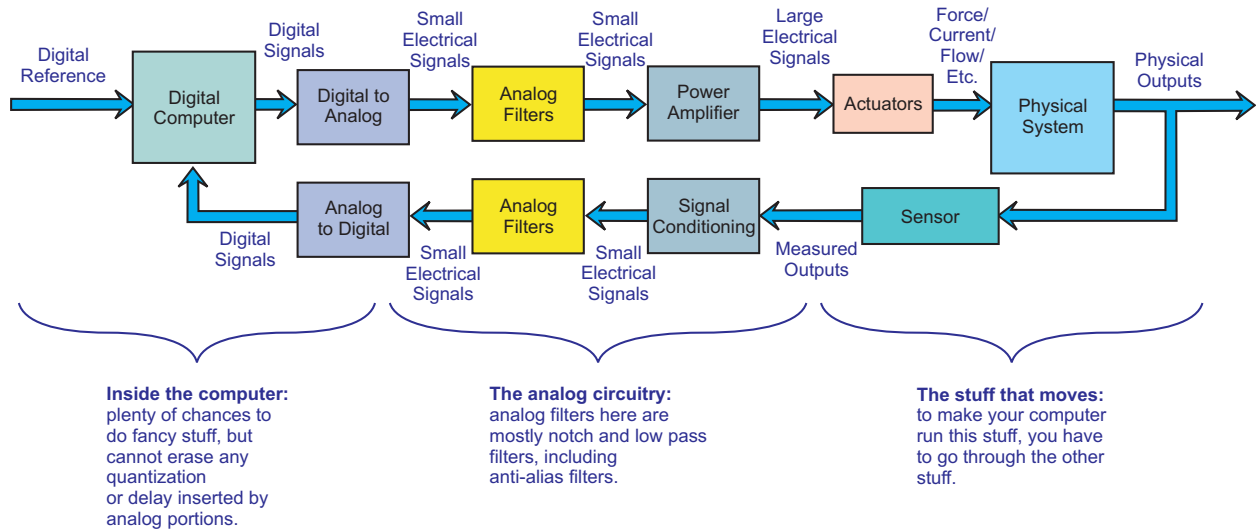 Digital
Reference
Digital
Computer
Digital
Signals
Digital to
Analog
Small
Electrical
Signals
Analog
Filters
Small
Electrical
Signals
Power
Amplifier
Large
Electrical
Signals
Actuators
Force/
Current/
Flow/
Etc.
Physical
System
Physical
Outputs
Digital
Signals
Analog
to Digital
Small
Electrical
Signals
Analog
Filters
Small
Electrical
Signals
Signal
Conditioning
Measured
Outputs
Sensor
Inside the computer:
plenty of chances to
do fancy stuff, but
cannot erase any
quantization
or delay inserted by
analog portions.
The analog circuitry:
analog filters here are
mostly notch and low pass
filters, including
anti-alias filters.
The stuff that moves:
to make your computer
run this stuff, you have
to go through the other
stuff.